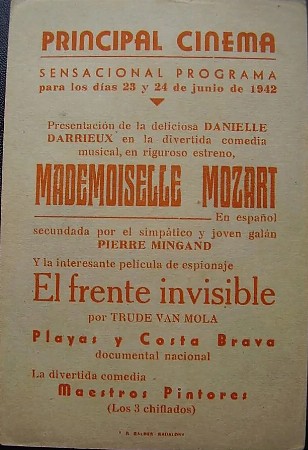 PRINCIPAL CINEMA
SENSACIONAL PROGRAMA
para los días 23 y 24 de junio de 1942
Presentación de la deliciosa DANIELLE
DARRIEUX en la divertida comedia
musical, en riguroso estreno,
MADEMOISELLE MOZART
En español
secundada por el simpático y joven galán
PIERRE MINGAND
Y la interesante película de espionaje
El frente invisible
por TRUDE VAN MOLA
Playas y Costa Brava
documental nacional
La divertida comedia
Maestros Pintores
(Los 3 chiflados)